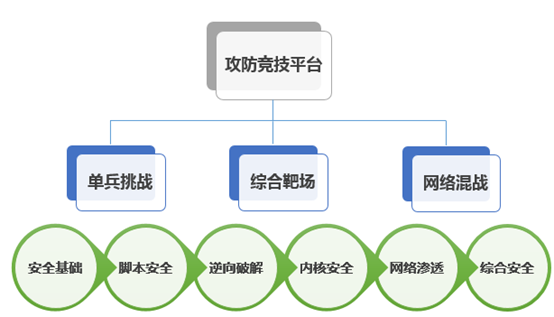 攻防竞技平台
单兵挑战
综合靶场
网络混战
安全基础
脚本安全
逆向破解
内核安全
网络渗透
综合安全